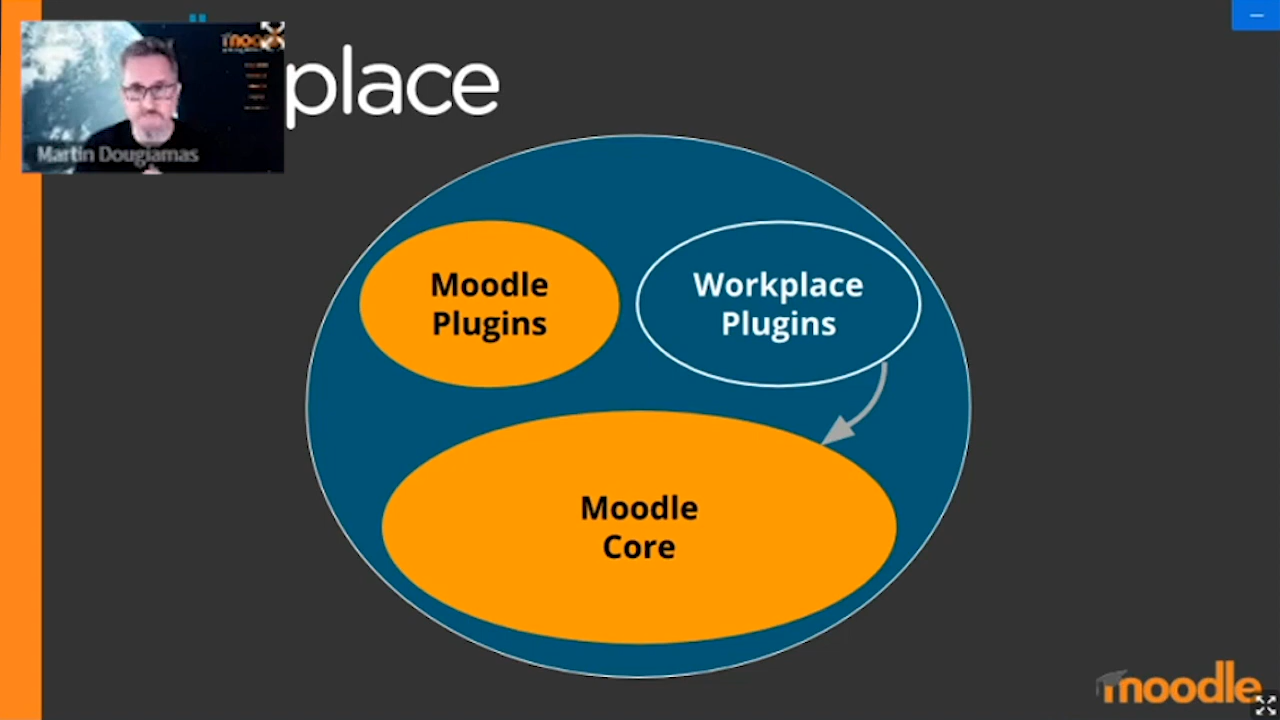 place
Martin Dougiamas
Moodle
Plugins
Workplace
Plugins
Moodle
Core
moodle